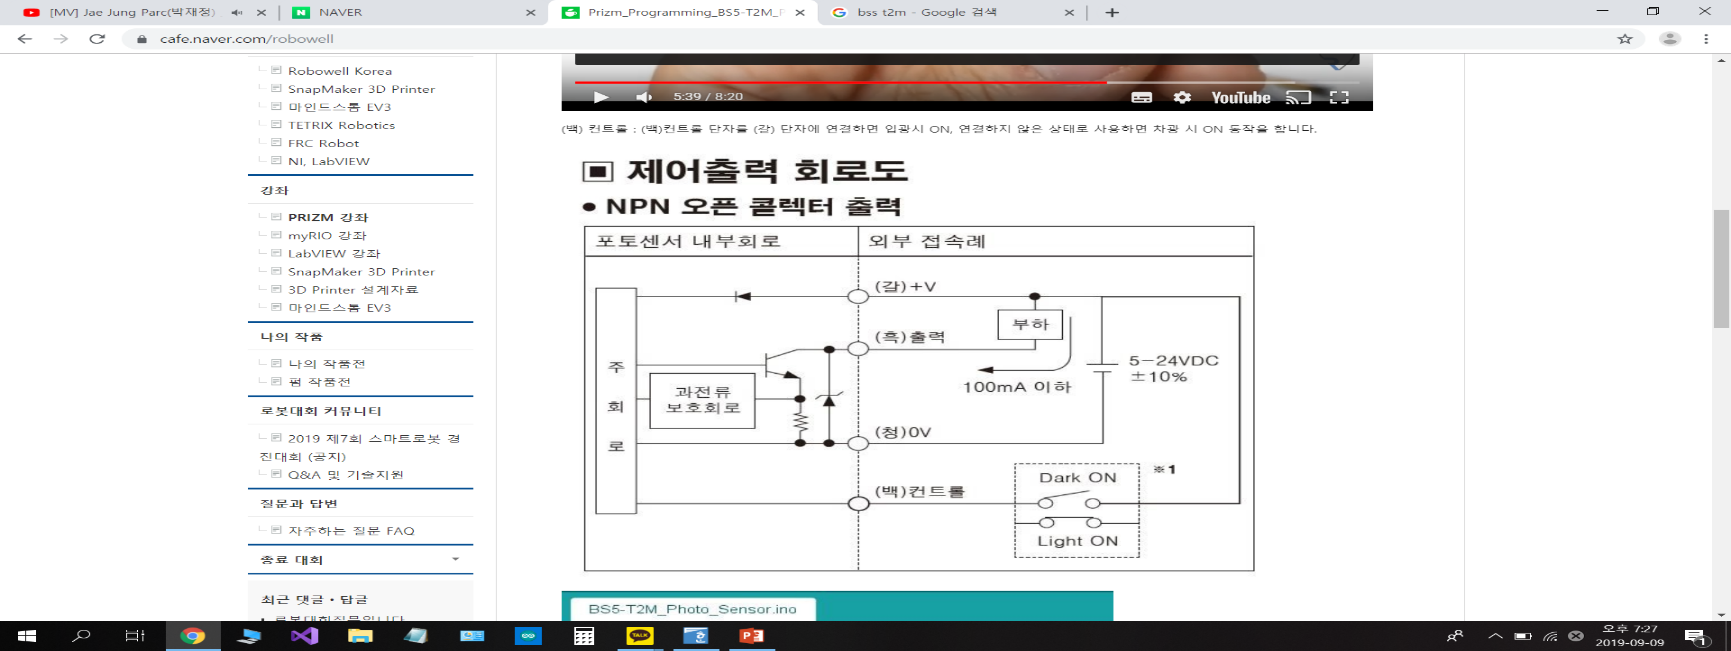 [MV] Jae Jung Parc(박재정)
NAVER
Prizm_Programming_BS5-T2M_P
bss t2m - Google 검색
cafe.naver.com/robowell
Robowell Korea
SnapMaker 3D Printer
마인드스톰 EV3
TETRIX Robotics
FRC Robot
NI, LabVIEW
강좌
PRIZM 강좌
myRIO 강좌
LabVIEW 강좌
SnapMaker 3D Printer
3D Printer 설계자료
마인드스톰 EV3
나의 작품
나의 작품전
펌 작품전
로봇대회 커뮤니티
2019 제7회 스마트로봇 경
진대회 (공지)
Q&A 및 기술지원
질문과 답변
자주하는 질문 FAQ
종료 대회
최근 댓글 · 답글
로봇대회질문입니다
5:39 / 8:20
YouTube
(백) 컨트롤 : (백)컨트롤 단자를 (갈) 단자에 연결하면 입광시 ON, 연결하지 않은 상태로 사용하면 차광 시 ON 동작을 합니다.
▣ 제어출력 회로도
● NPN 오픈 콜렉터 출력
포토센서 내부회로
외부 접속례
(갈)+V
부하
(흑)출력
5-24VDC
±10%
100mA 이하
주
회
로
과전류
보호회로
(청)0V
(백)컨트롤
Dark ON
※1
Light ON
BS5-T2M_Photo_Sensor.ino
TALK
오후 7:27
2019-09-09
1